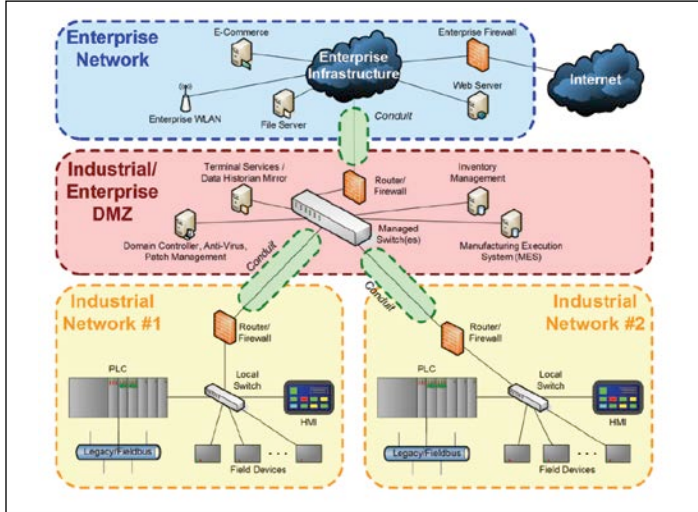 Enterprise
Network
E-Commerce
Enterprise Firewall
Enterprise
Infrastructure
Internet
Web Server
Enterprise WLAN
File Server
Conduit
Industrial/
Enterprise
DMZ
Terminal Services /
Data Historian Mirror
Router/
Firewall
Inventory
Management
Domain Controller, Anti-Virus,
Patch Management
Managed
Switch(es)
Manufacturing Execution
System (MES)
Conduit
Conduit
Industrial
Network #1
Router/
Firewall
PLC
Local
Switch
HMI
Legacy/Fieldbus
Field Devices
Industrial
Network #2
Router/
Firewall
PLC
Local
Switch
HMI
Legacy/Fieldbus
Field Devices